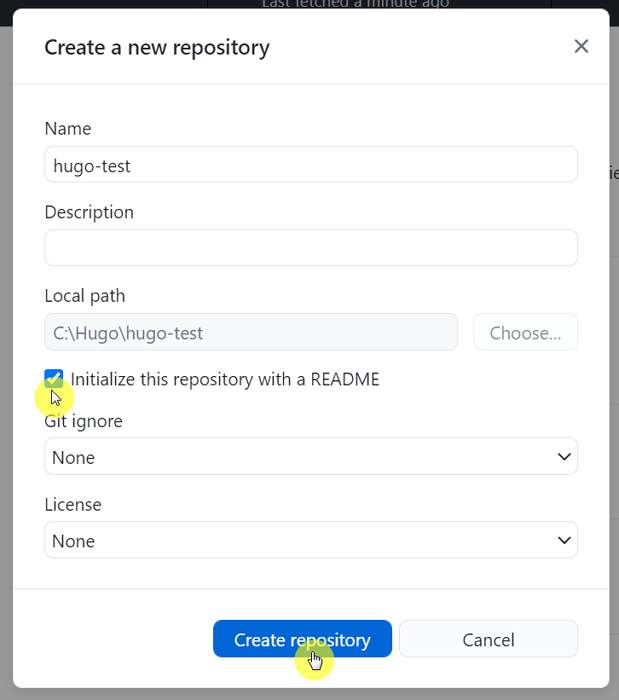 Last fetched a minute ago
Create a new repository
Name
hugo-test
Description
Local path
C:\Hugo\hugo-test
Choose...
Initialize this repository with a README
Git ignore
None
License
None
Create repository
Cancel